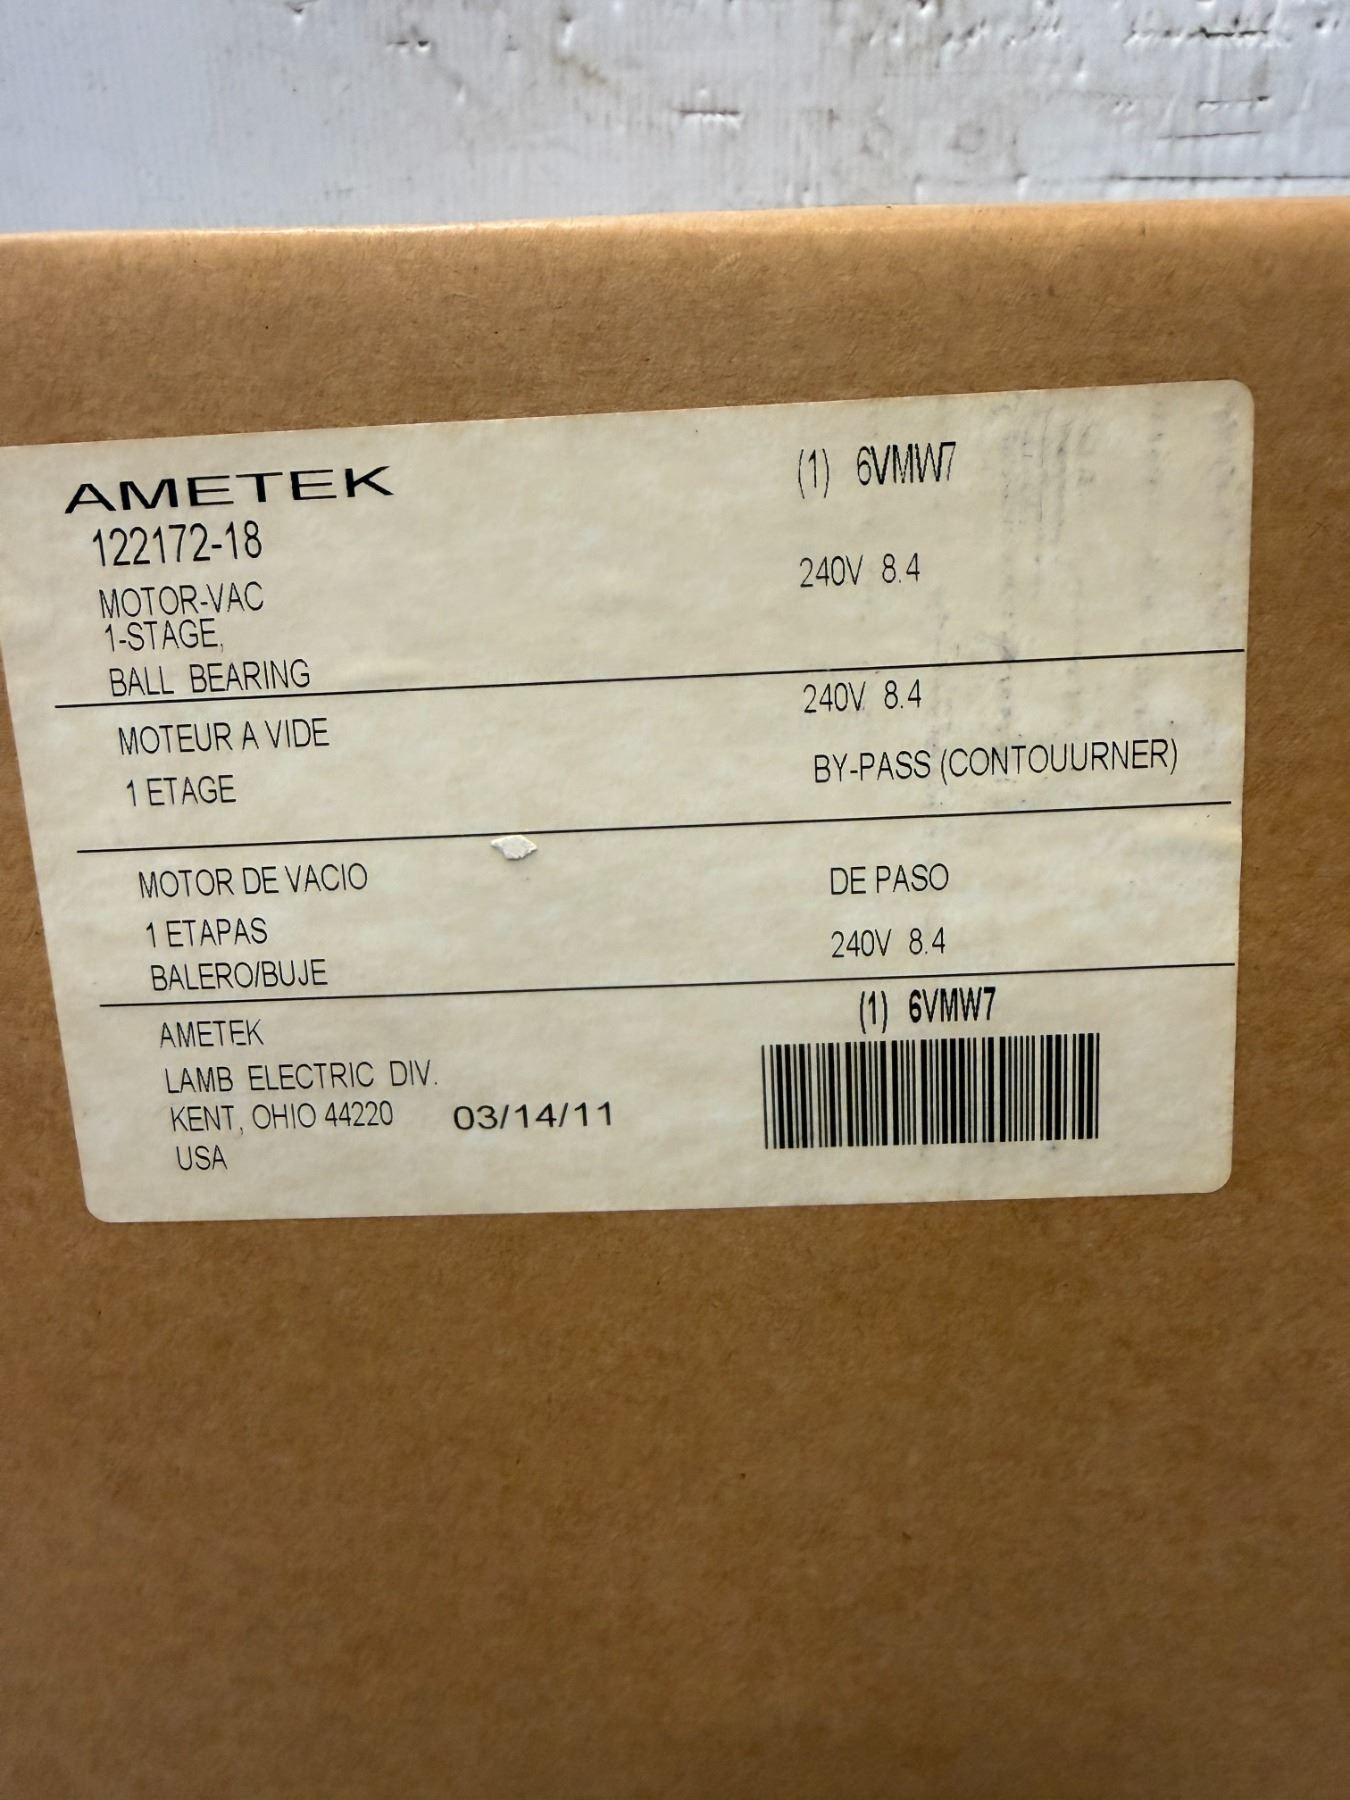 AMETEK (1) 6VMW7
122172-18
MOTOR-VAC 240V 8.4
1-STAGE,
BALL BEARING
MOTEUR A VIDE 240V 8.4
1 ETAGE BY-PASS (CONTOUURNER)
MOTOR DE VACIO DE PASO
1 ETAPAS 240V 8.4
BALERO/BUJE
AMETEK (1) 6VMW7
LAMB ELECTRIC DIV.
KENT, OHIO 44220 03/14/11
USA